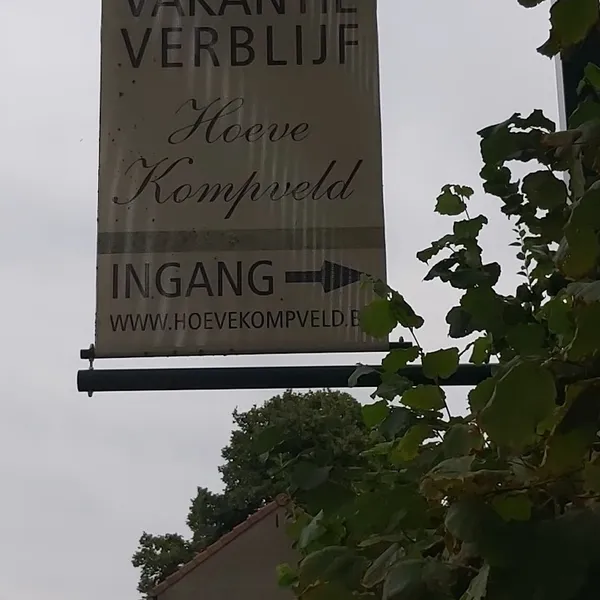 VAKANTIE
VERBLIJF
Hoeve
Kompveld
INGANG
WWW.HOEVEKOMPVELD.B